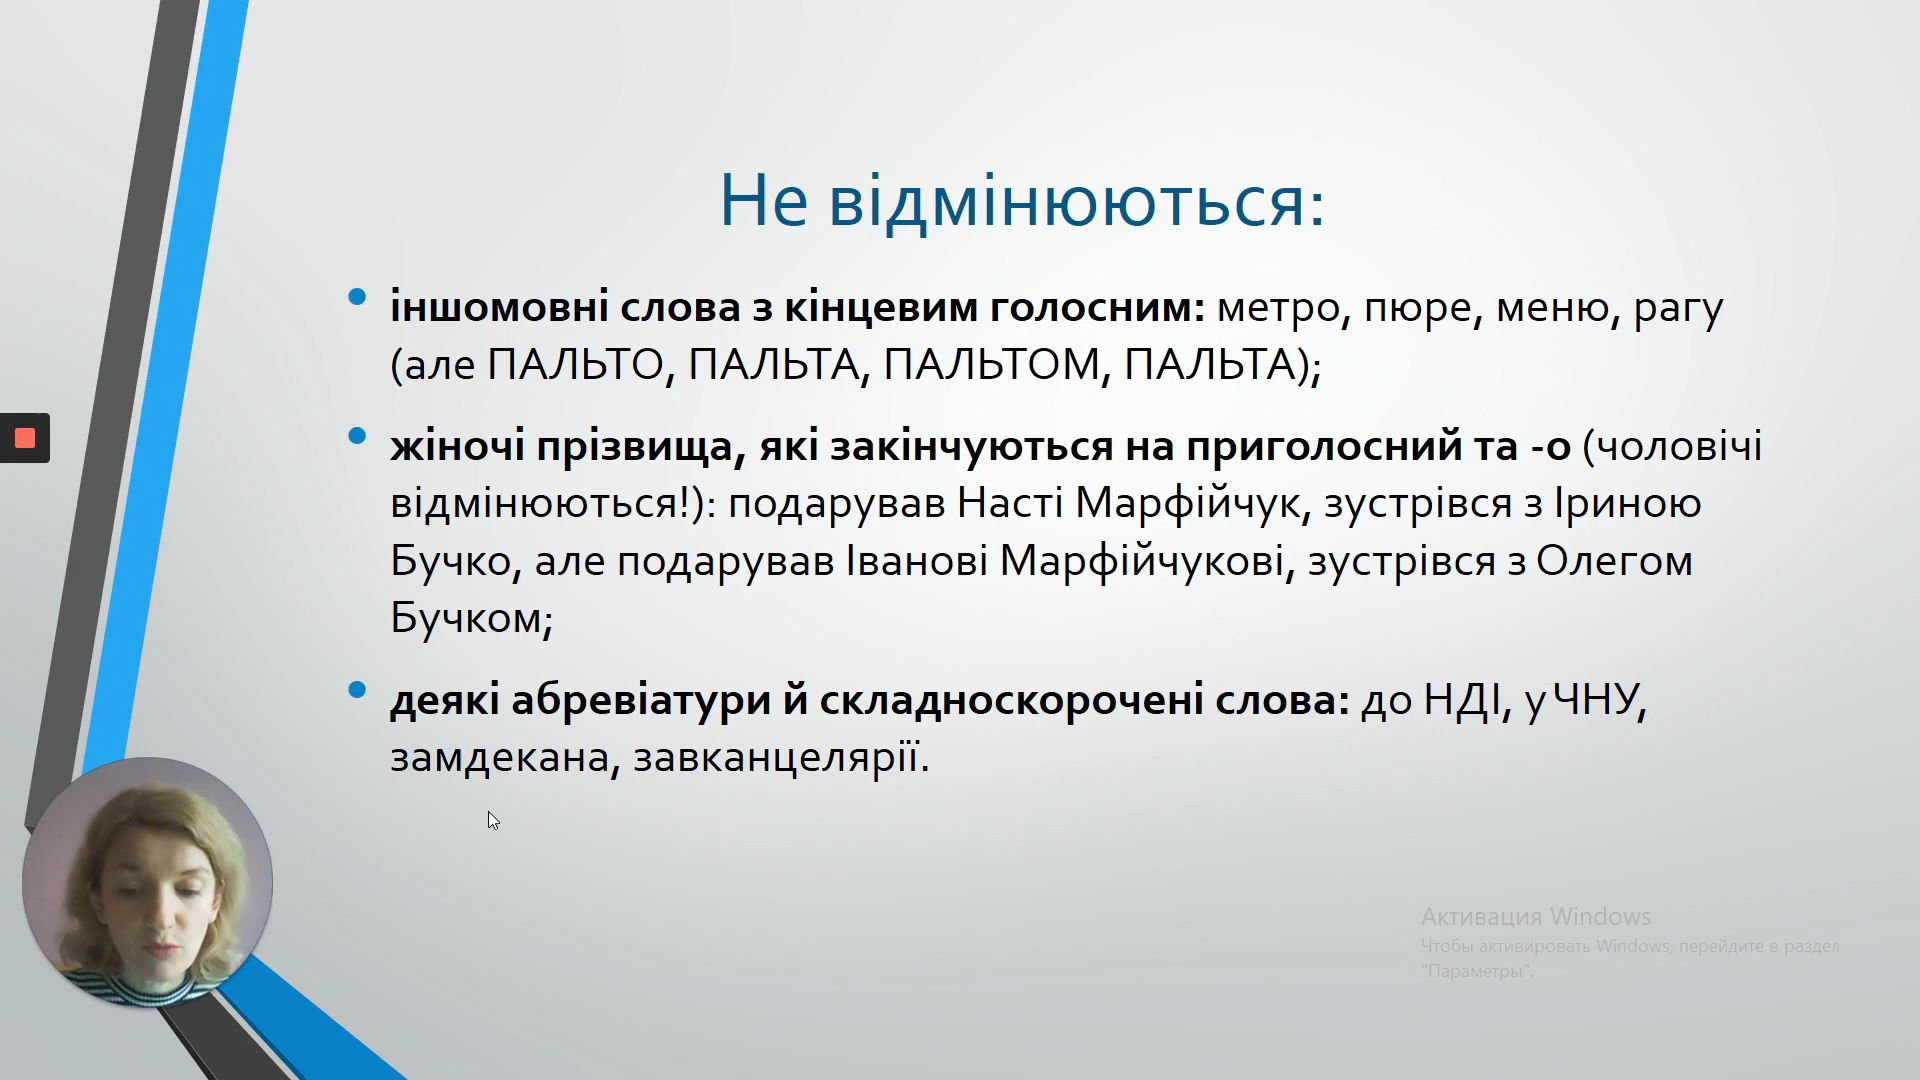 Не відмінюються:
іншомовні слова з кінцевим голосним: метро, пюре, меню, рагу
(але ПАЛЬТО, ПАЛЬТА, ПАЛЬТОМ, ПАЛЬТА);
жіночі прізвища, які закінчуються на приголосний та -о (чоловічі
відмінюються!): подарував Насті Марфійчук, зустрівся з Іриною
Бучко, але подарував Іванові Марфійчукові, зустрівся з Олегом
Бучком;
деякі абревіатури й складноскорочені слова: до НДІ, у ЧНУ,
замдекана, завканцелярії.
Активация Windows
Чтобы активировать Windows, перейдите в раздел
"Параметры".